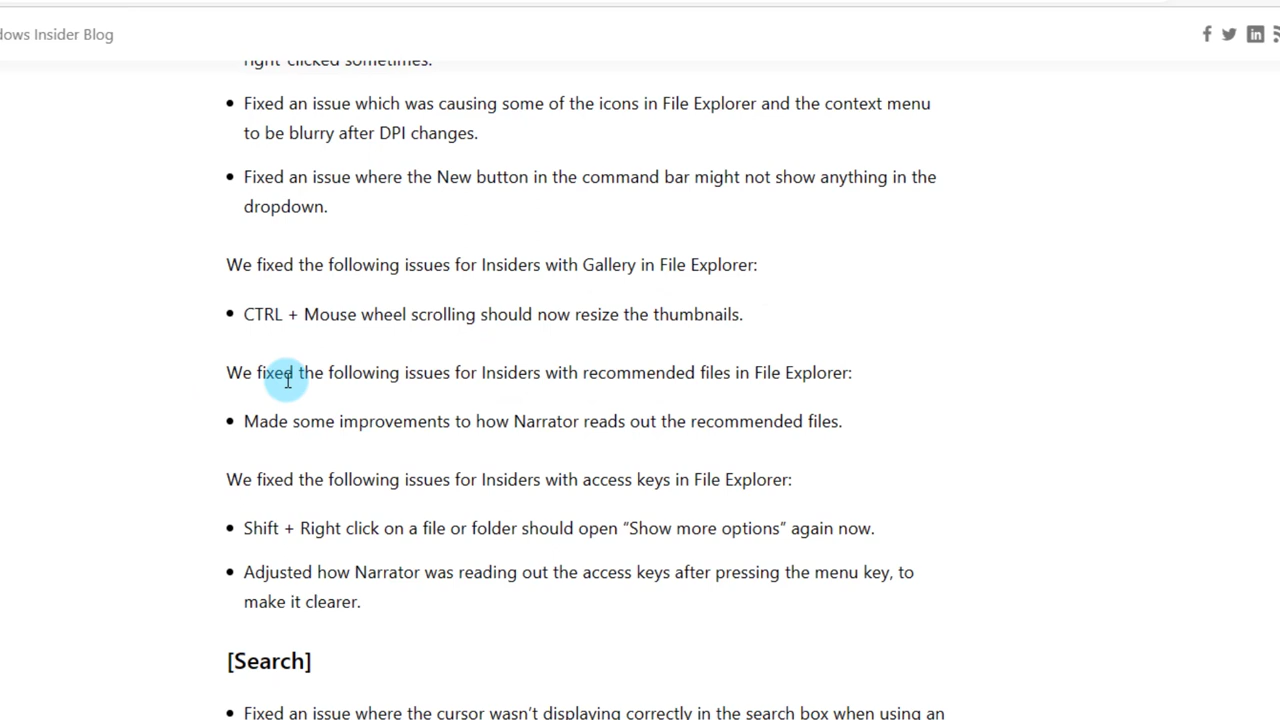 dows Insider Blog
right-clicked sometimes.
• Fixed an issue which was causing some of the icons in File Explorer and the context menu
to be blurry after DPI changes.
• Fixed an issue where the New button in the command bar might not show anything in the
dropdown.
We fixed the following issues for Insiders with Gallery in File Explorer:
• CTRL + Mouse wheel scrolling should now resize the thumbnails.
We fixed the following issues for Insiders with recommended files in File Explorer:
• Made some improvements to how Narrator reads out the recommended files.
We fixed the following issues for Insiders with access keys in File Explorer:
• Shift + Right click on a file or folder should open “Show more options” again now.
• Adjusted how Narrator was reading out the access keys after pressing the menu key, to
make it clearer.
[Search]
• Fixed an issue where the cursor wasn’t displaying correctly in the search box when using an